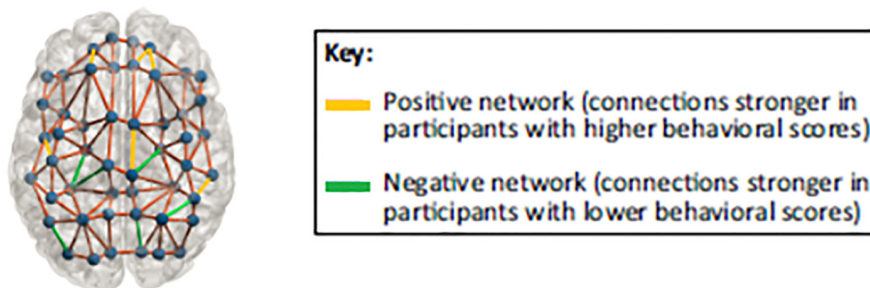 Key:
Positive network (connections stronger in
participants with higher behavioral scores)
Negative network (connections stronger in
participants with lower behavioral scores)